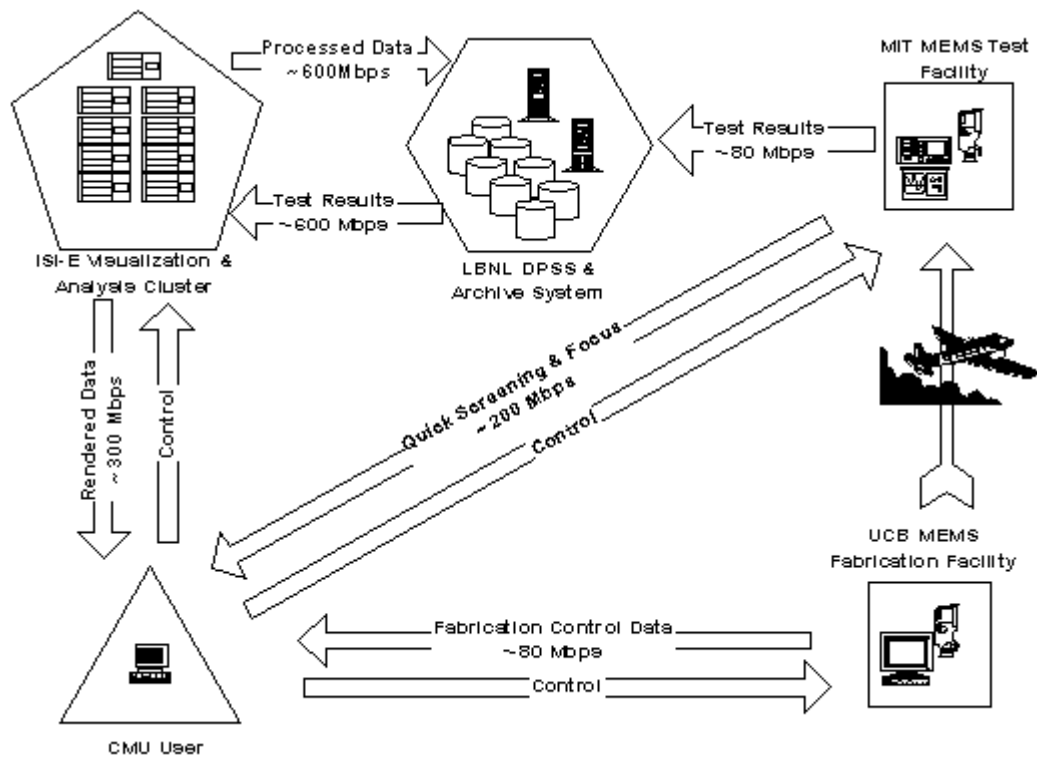 Processed Data
~600Mbps
MIT MEMS Test
Facility
Test Results
~80 Mbps
Test Results
~600 Mbps
ISI-E Visualization &
Analysis Cluster
LBNL DPSS &
Archive System
Rendered Data
~300 Mbps
Control
Quick Screening & Focus
~200 Mbps
Control
UCB MEMS
Fabrication Facility
Fabrication Control Data
~80 Mbps
Control
CMU User